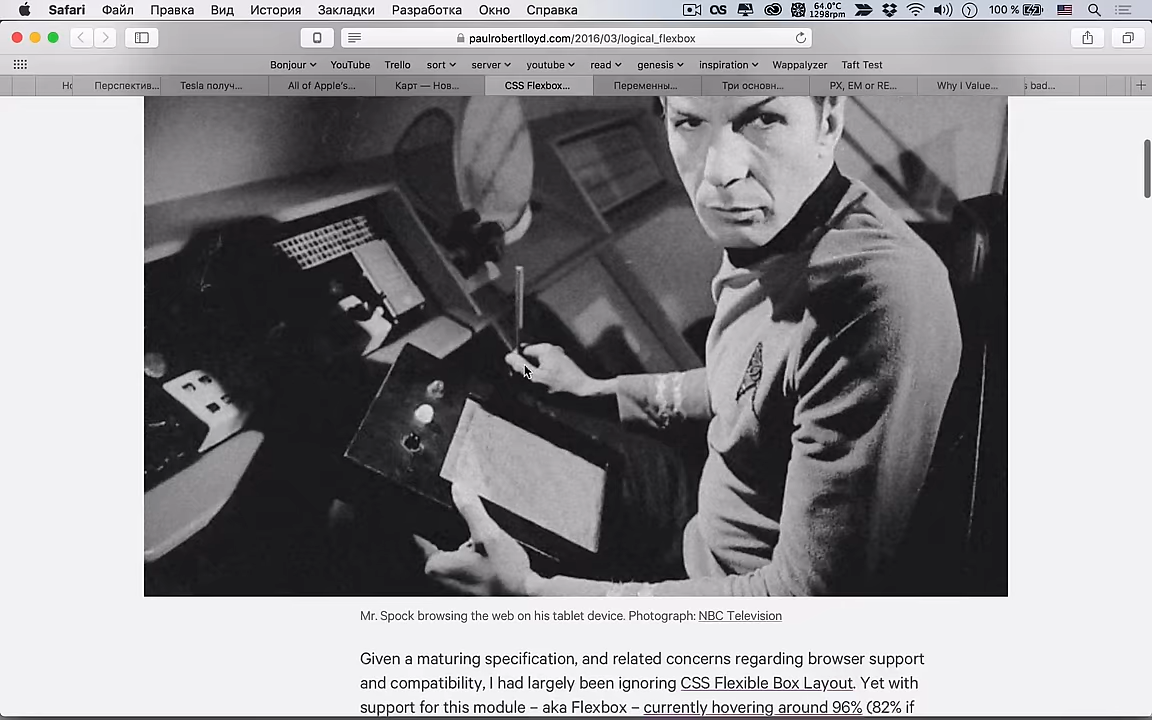 Safari Файл Правка Вид История Закладки Разработка Окно Справка OS 64.0°C 1298rpm 100 %
paulrobertlloyd.com/2016/03/logical_flexbox
Bonjour YouTube Trello sort server youtube read genesis inspiration Wappalyzer Taft Test
Но Перспектив... Tesla получ... All of Apple's... Карт — Нов... CSS Flexbox... Переменны... Три основн... PX, EM or RE... Why I Value... s bad...
Mr. Spock browsing the web on his tablet device. Photograph: NBC Television
Given a maturing specification, and related concerns regarding browser support
and compatibility, I had largely been ignoring CSS Flexible Box Layout. Yet with
support for this module – aka Flexbox – currently hovering around 96% (82% if